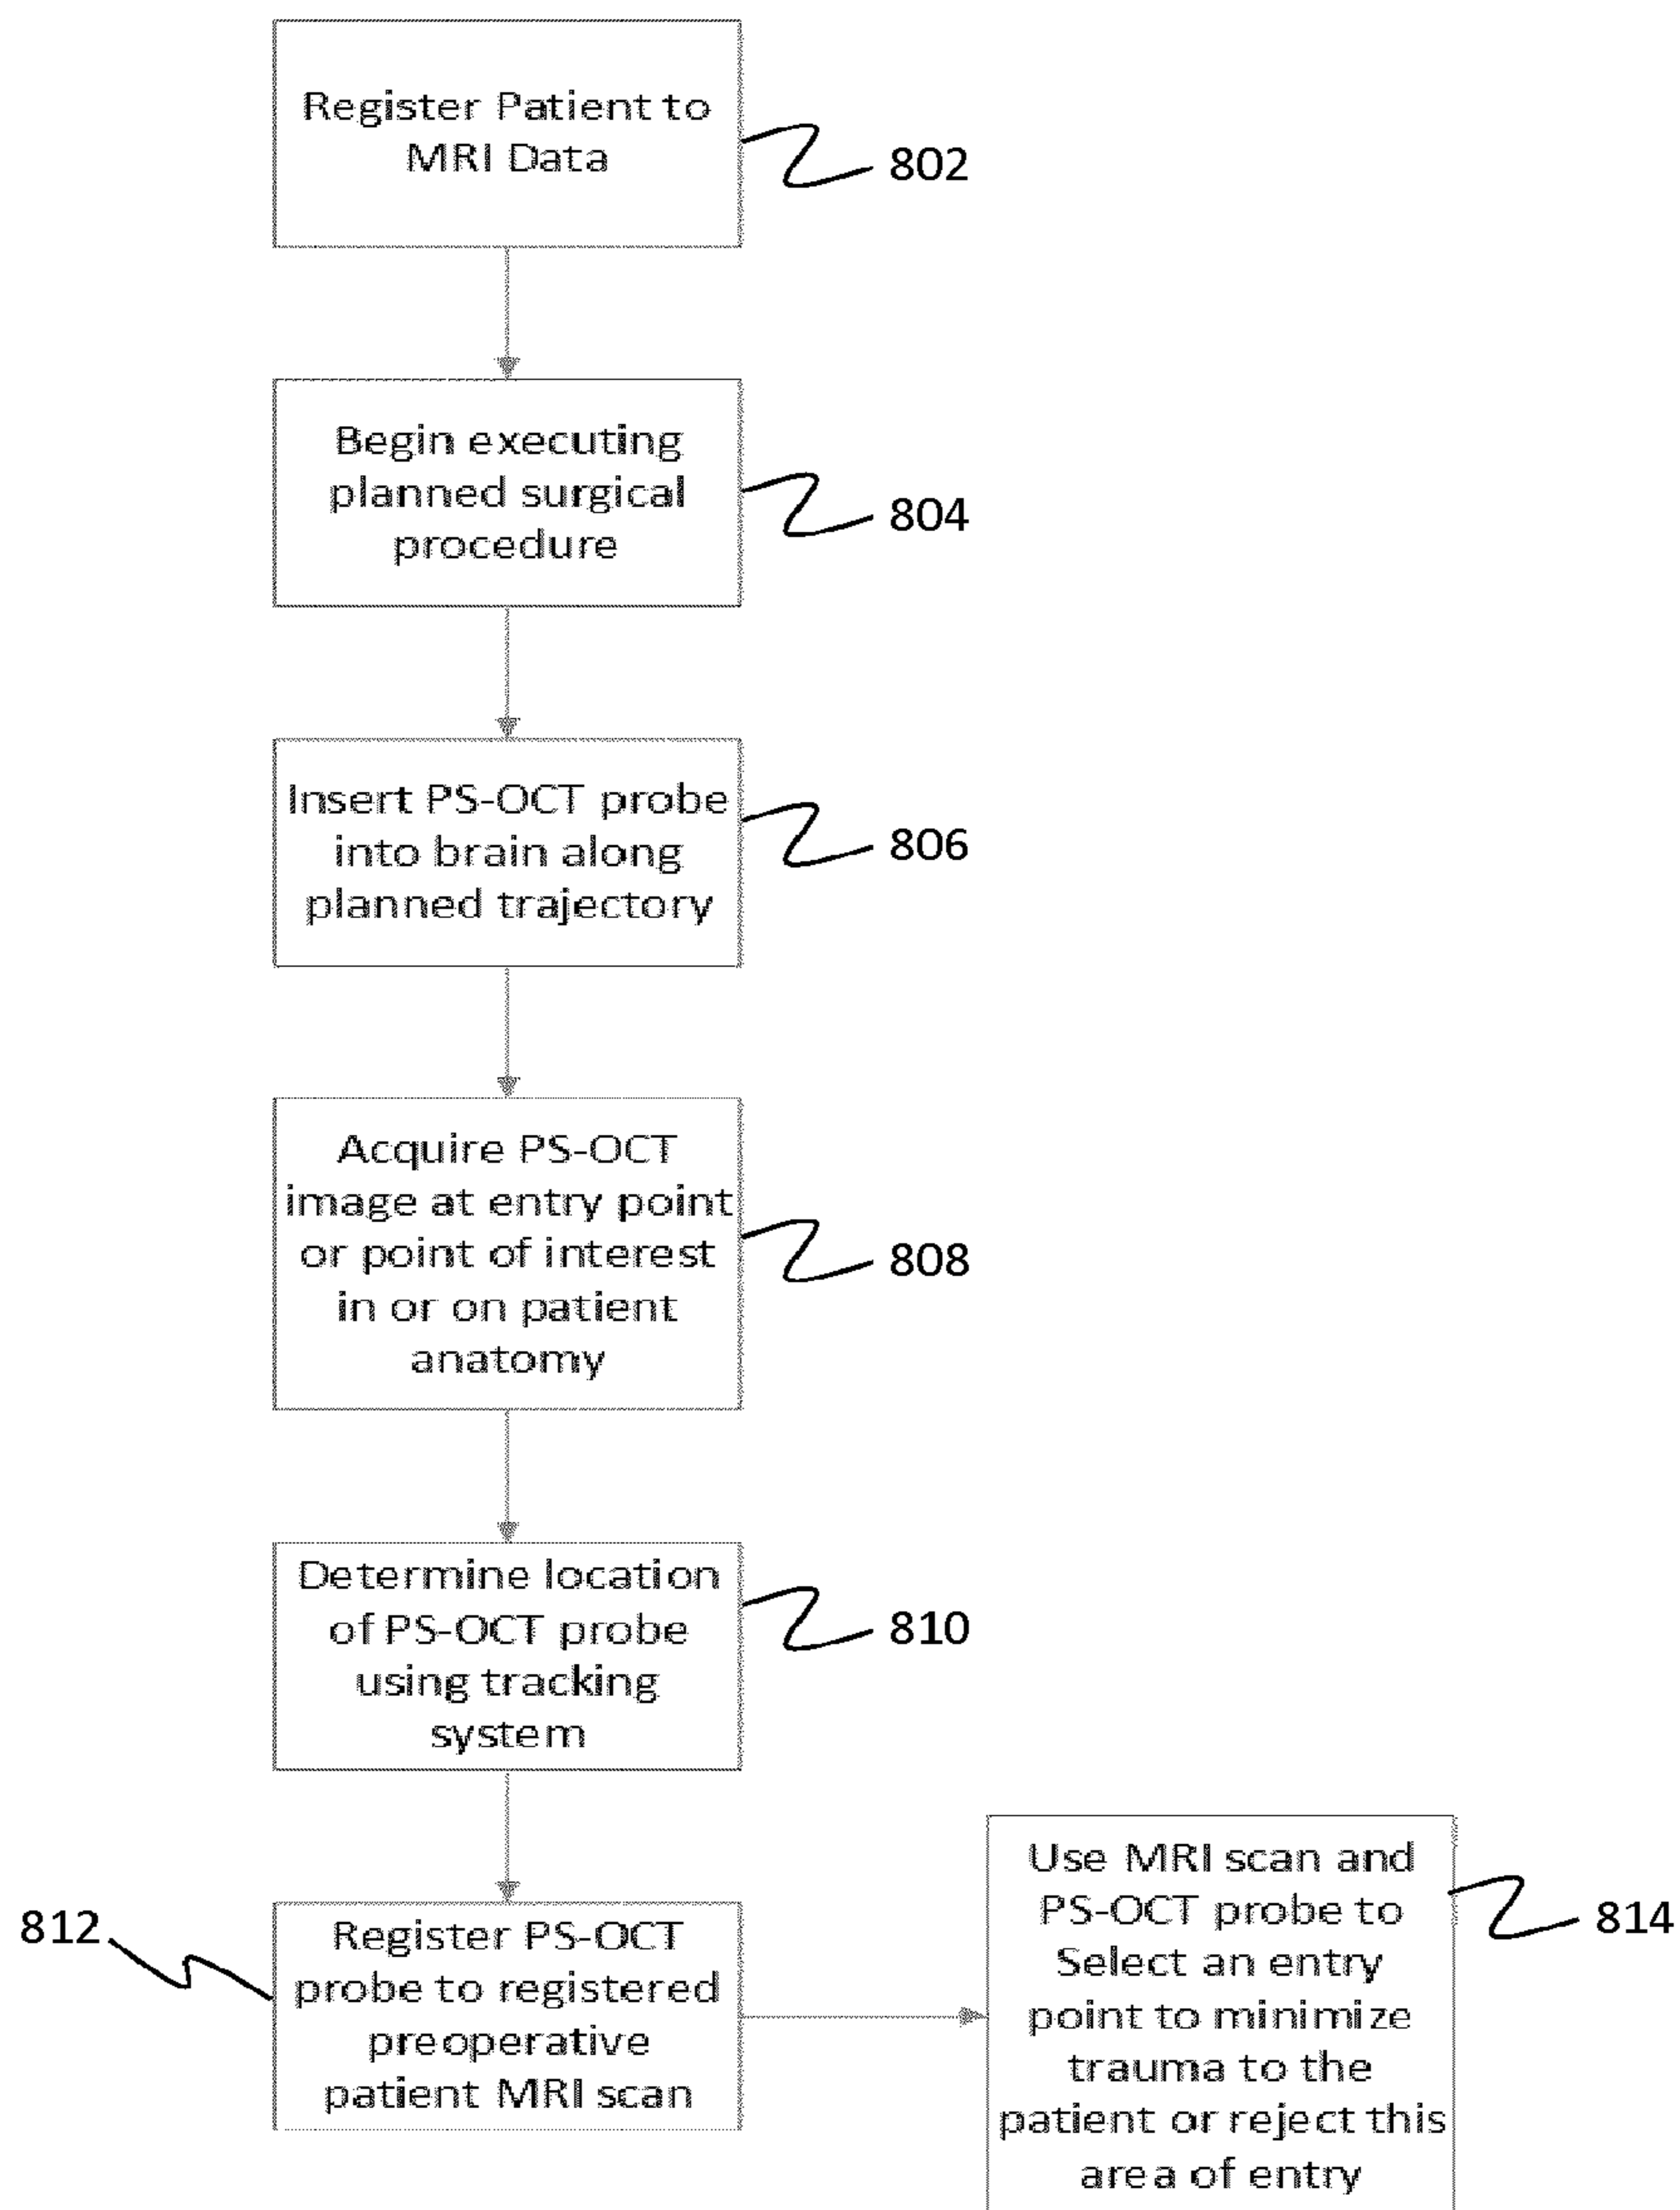 Register Patient to
MRI Data
802
Begin executing
planned surgical
procedure
804
Insert PS-OCT probe
into brain along
planned trajectory
806
Acquire PS-OCT
image at entry point
or point of interest
in or on patient
anatomy
808
Determine location
of PS-OCT probe
using tracking
system
810
812
Register PS-OCT
probe to registered
preoperative
patient MRI scan
Use MRI scan and
PS-OCT probe to
Select an entry
point to minimize
trauma to the
patient or reject this
area of entry
814